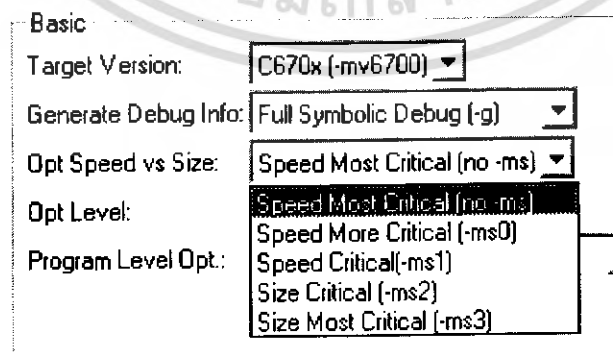 Basic
Target Version: C670x (-mv6700)
Generate Debug Info: Full Symbolic Debug (-g)
Opt Speed vs Size: Speed Most Critical (no -ms)
Opt Level: Speed Most Critical (no -ms)
Speed More Critical (-ms0)
Program Level Opt.: Speed Critical(-ms1)
Size Critical (-ms2)
Size Most Critical (-ms3)